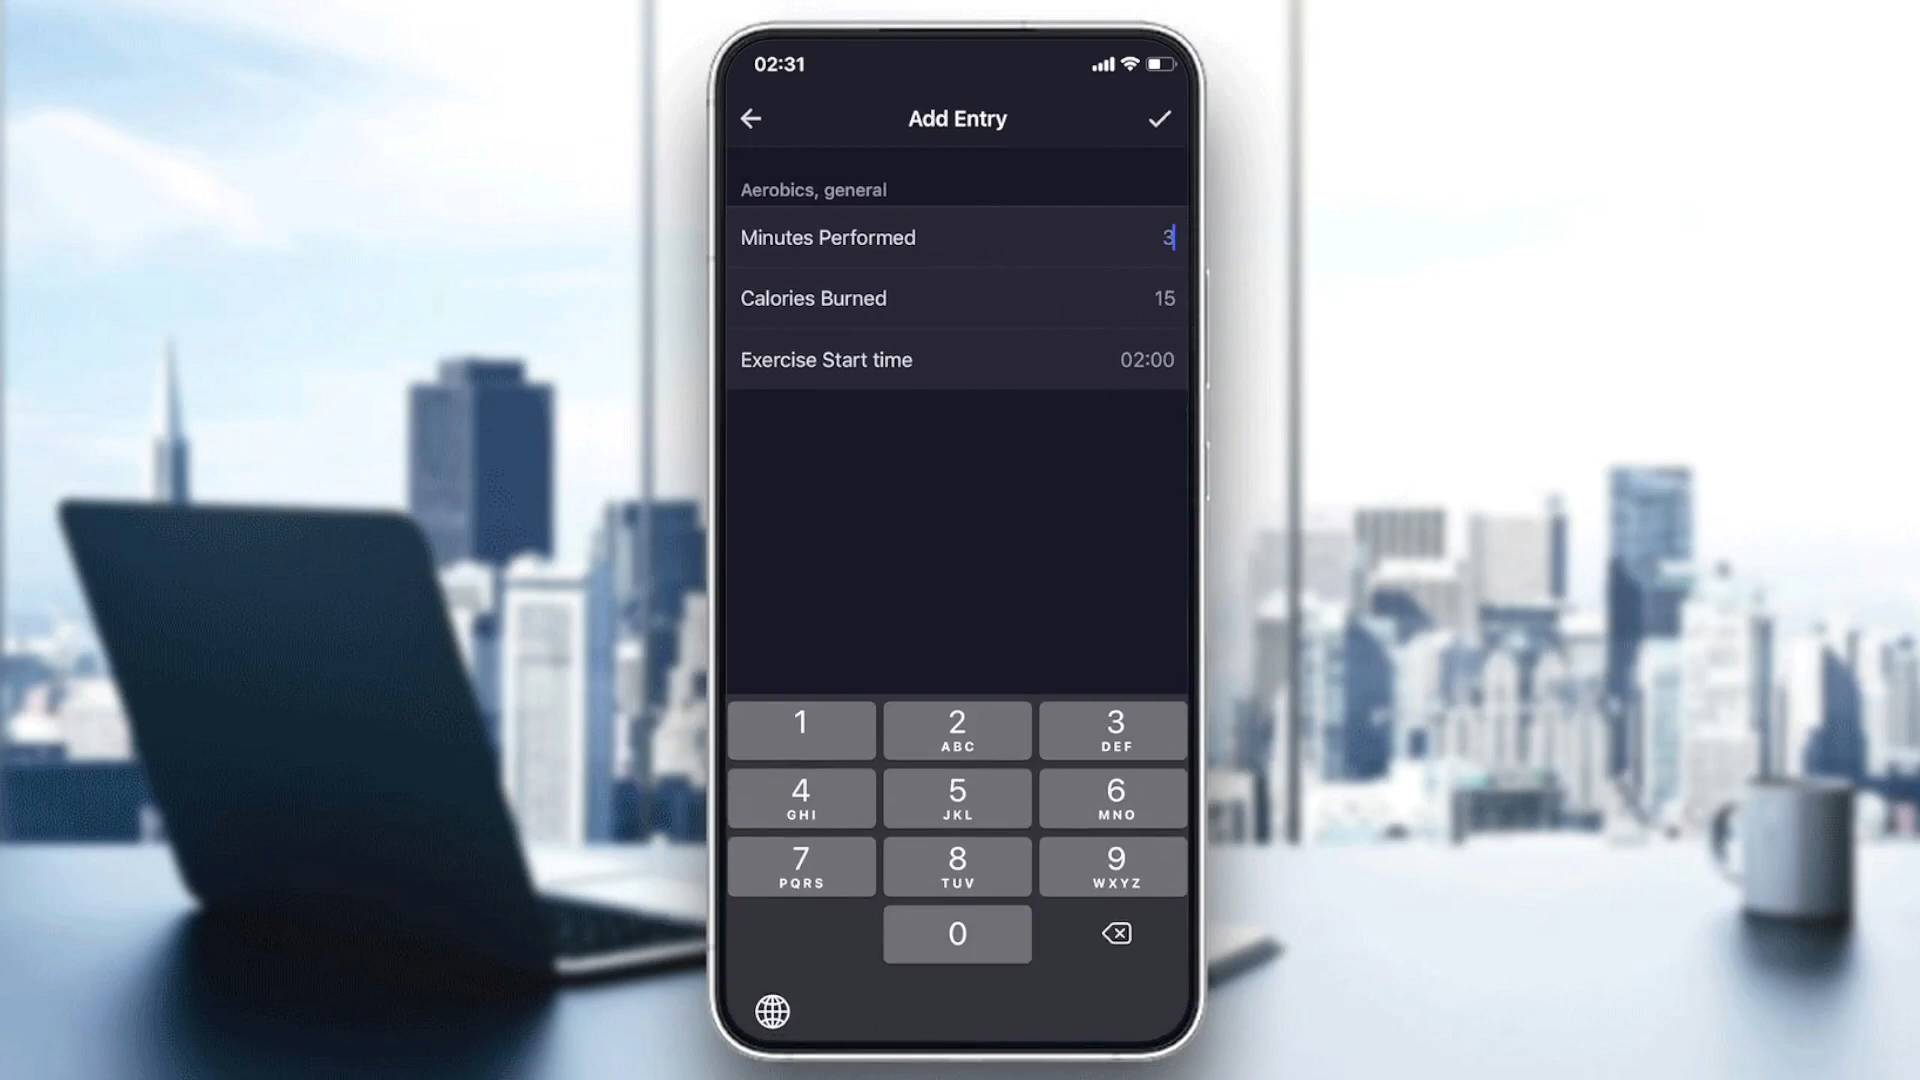 02:31
Add Entry
Aerobics, general
Minutes Performed 3
Calories Burned 15
Exercise Start time 02:00
1 2 3
ABC DEF
4 5 6
GHI JKL MNO
7 8 9
PQRS TUV WXYZ
0